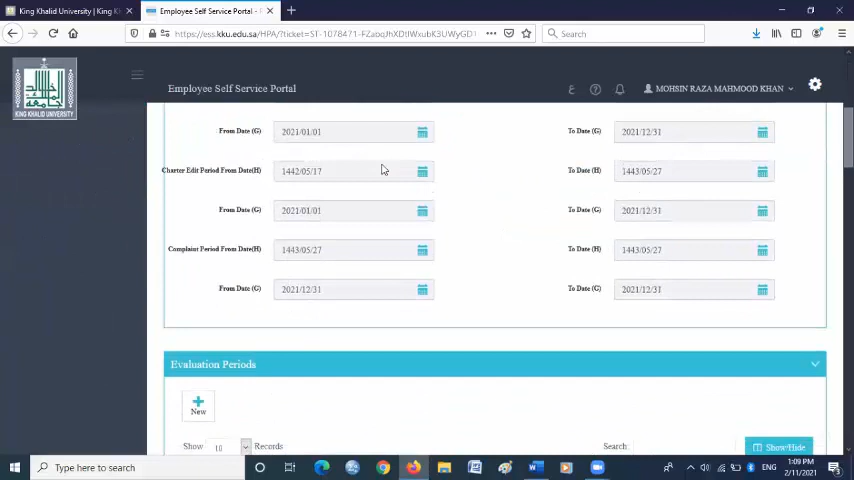 King Khalid University | King Kh
Employee Self Service Portal -
https://ess.kku.edu.sa/HPA/?ticket=ST-1078471-
Search
جامعة الملك خالد
KING KHALID UNIVERSITY
Employee Self Service Portal
ع
MOHSIN RAZA MAHMOOD KHAN
From Date (G) 2021/01/01 To Date (G) 2021/12/31
Charter Edit Period From Date(H) 1442/05/17 To Date (H) 1443/05/27
From Date (G) 2021/01/01 To Date (G) 2021/12/31
Complaint Period From Date(H) 1443/05/27 To Date (H) 1443/05/27
From Date (G) 2021/12/31 To Date (G) 2021/12/31
Evaluation Periods
New
Show 10 Records Search: Show/Hide
Type here to search
ENG
1:09 PM
2/11/2021